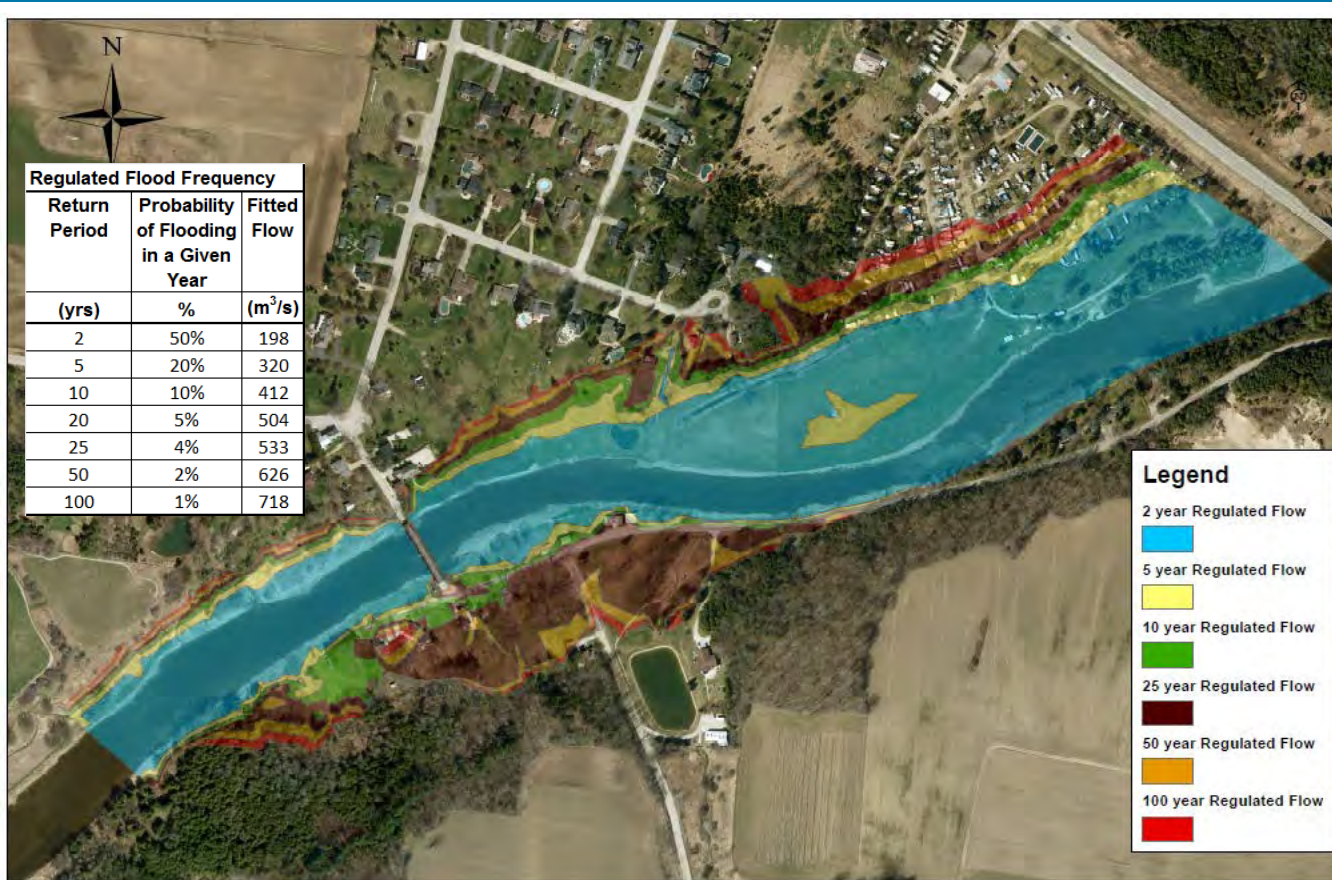 N
Regulated Flood Frequency
Return Period Probability of Flooding in a Given Year Fitted Flow
(yrs) % (m³/s)
2 50% 198
5 20% 320
10 10% 412
20 5% 504
25 4% 533
50 2% 626
100 1% 718
Legend
2 year Regulated Flow
5 year Regulated Flow
10 year Regulated Flow
25 year Regulated Flow
50 year Regulated Flow
100 year Regulated Flow